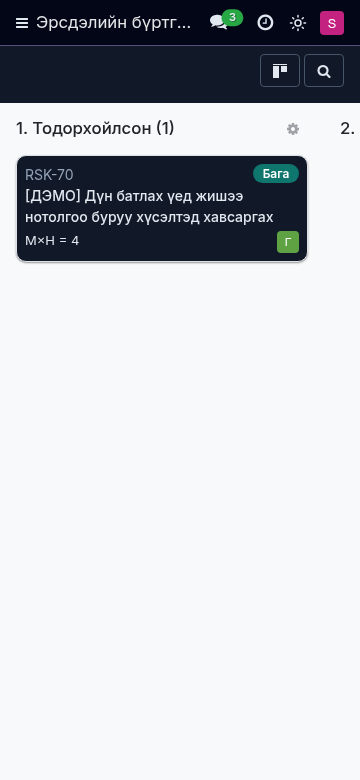 Эрсдэлийн бүртг...
3
S
1. Тодорхойлсон (1)
2.
RSK-70
Бага
[ДЭМО] Дүн батлах үед жишээ
нотолгоо буруу хүсэлтэд хавсаргах
M×H = 4
Г